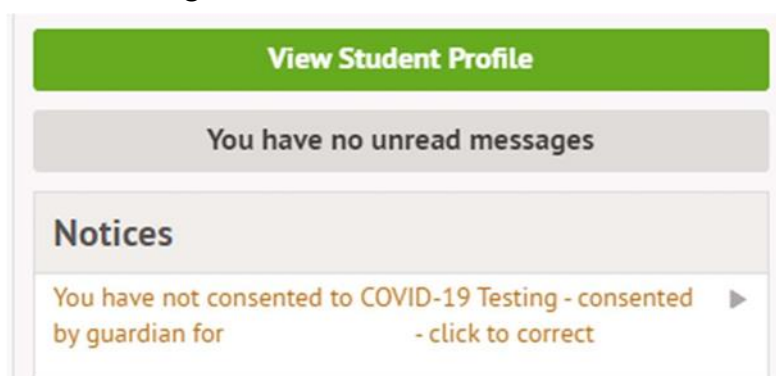 View Student Profile
You have no unread messages
Notices
You have not consented to COVID-19 Testing - consented
by guardian for - click to correct